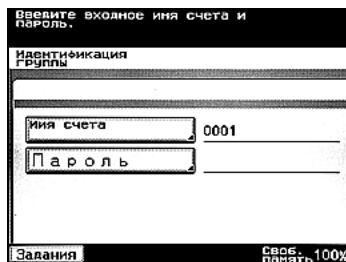 Введите входное имя счета и
пароль.
Идентификация
группы
Имя счета
0001
Пароль
Задания
Своб.
память 100%